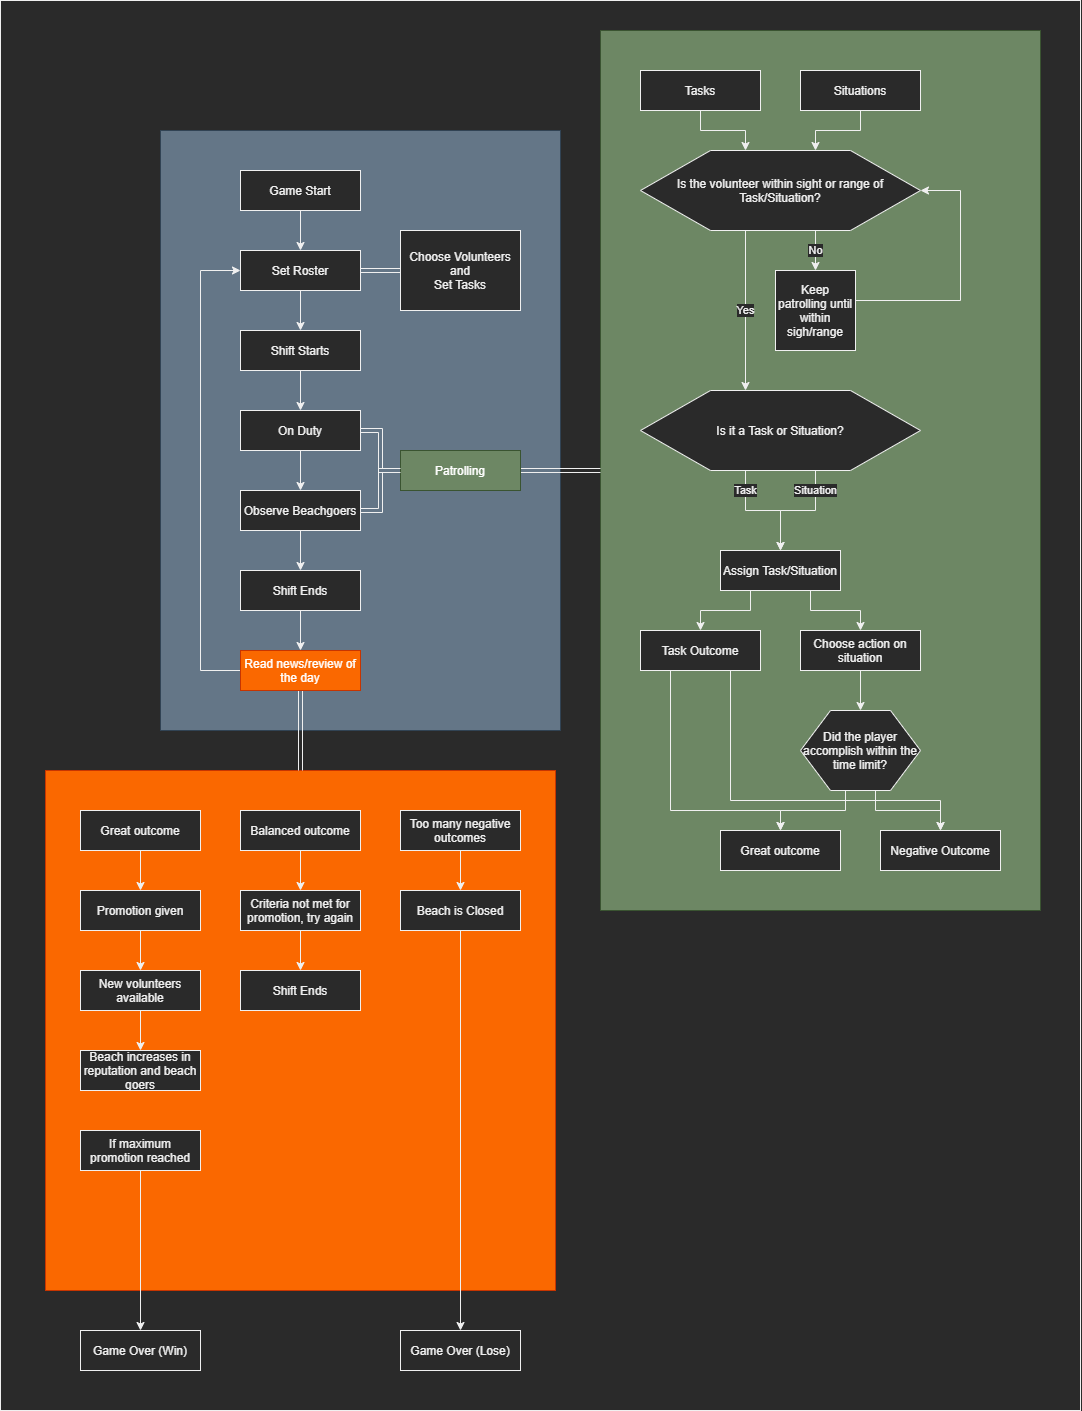 Game Start
Set Roster
Choose Volunteers
and
Set Tasks
Shift Starts
On Duty
Patrolling
Observe Beachgoers
Shift Ends
Read news/review of
the day
Tasks
Situations
Is the volunteer within sight or range of
Task/Situation?
No
Keep
patrolling until
within
sigh/range
Yes
Is it a Task or Situation?
Task
Situation
Assign Task/Situation
Task Outcome
Choose action on
situation
Did the player
accomplish within the
time limit?
Great outcome
Negative Outcome
Great outcome
Promotion given
New volunteers
available
Beach increases in
reputation and beach
goers
If maximum
promotion reached
Game Over (Win)
Balanced outcome
Criteria not met for
promotion, try again
Shift Ends
Too many negative
outcomes
Beach is Closed
Game Over (Lose)